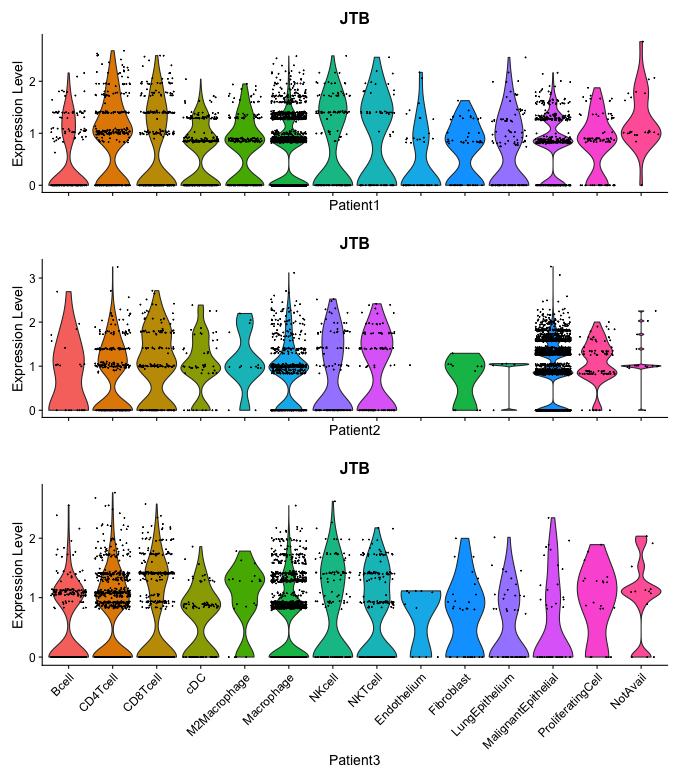 JTB
Expression Level
2
1
0
Patient1
JTB
Expression Level
3
2
1
0
Patient2
JTB
Expression Level
2
1
0
Bcell
CD4Tcell
CD8Tcell
cDC
M2Macrophage
Macrophage
NKcell
NKTcell
Endothelium
Fibroblast
LungEpithelium
MalignantEpithelial
ProliferatingCell
NotAvail
Patient3